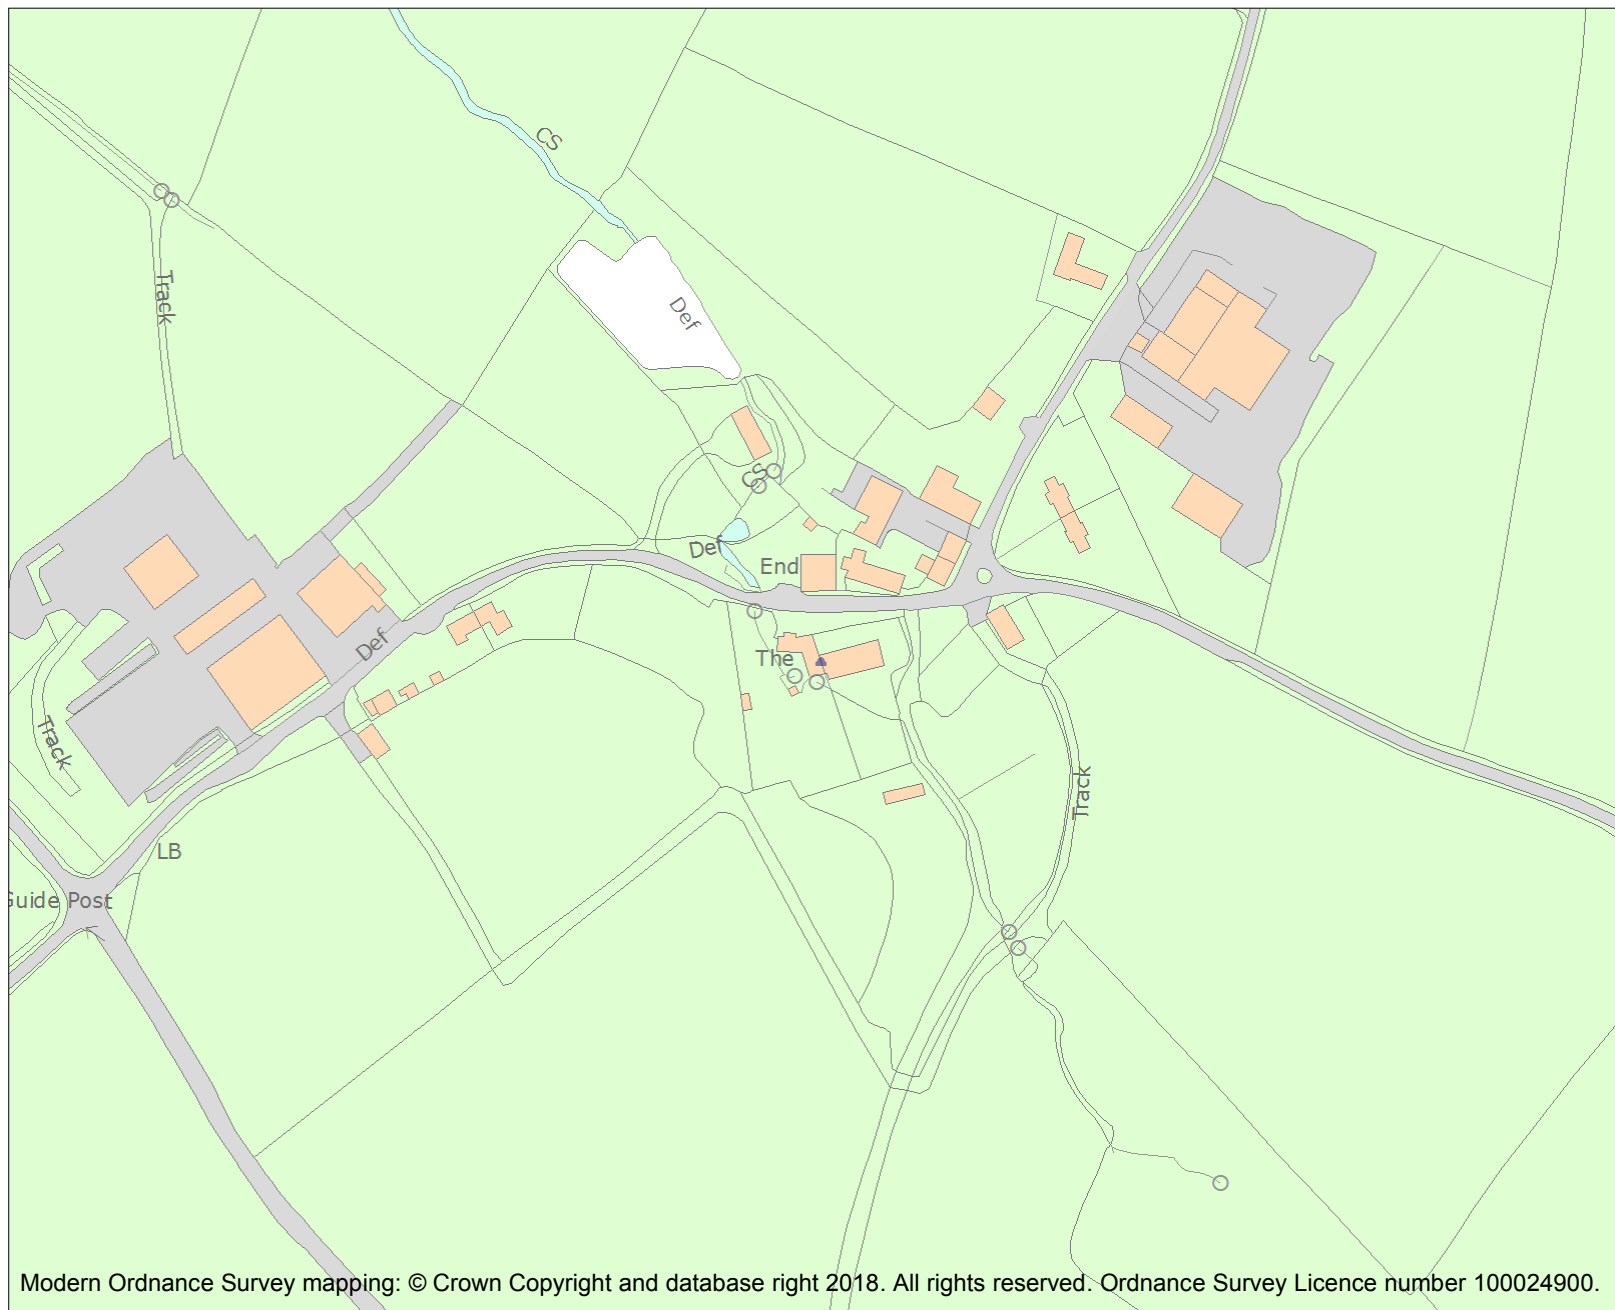 CS
Track
Def
CS
Def
End
Def
The
Track
Track
LB
Guide Post
Modern Ordnance Survey mapping: © Crown Copyright and database right 2018. All rights reserved. Ordnance Survey Licence number 100024900.